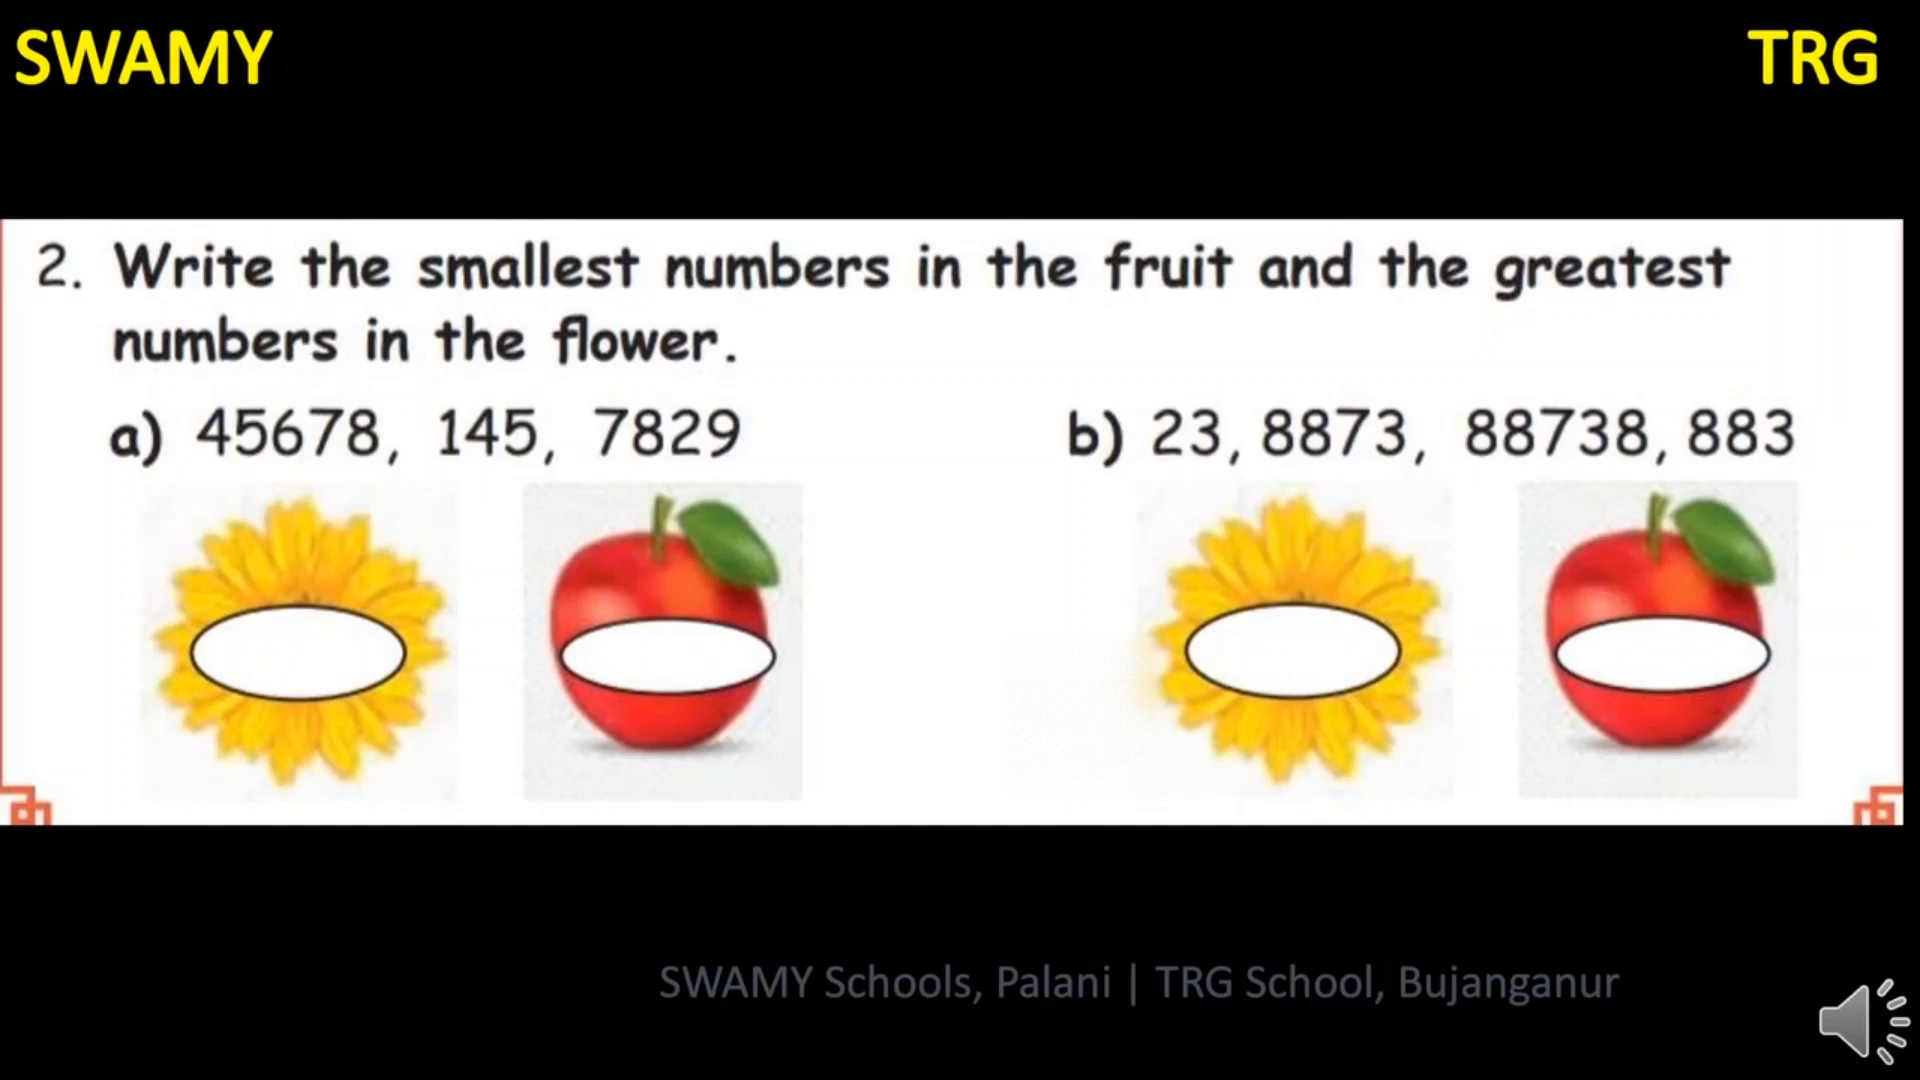 SWAMY TRG
2. Write the smallest numbers in the fruit and the greatest
numbers in the flower.
a) 45678, 145, 7829 b) 23, 8873, 88738, 883
SWAMY Schools, Palani | TRG School, Bujanganur